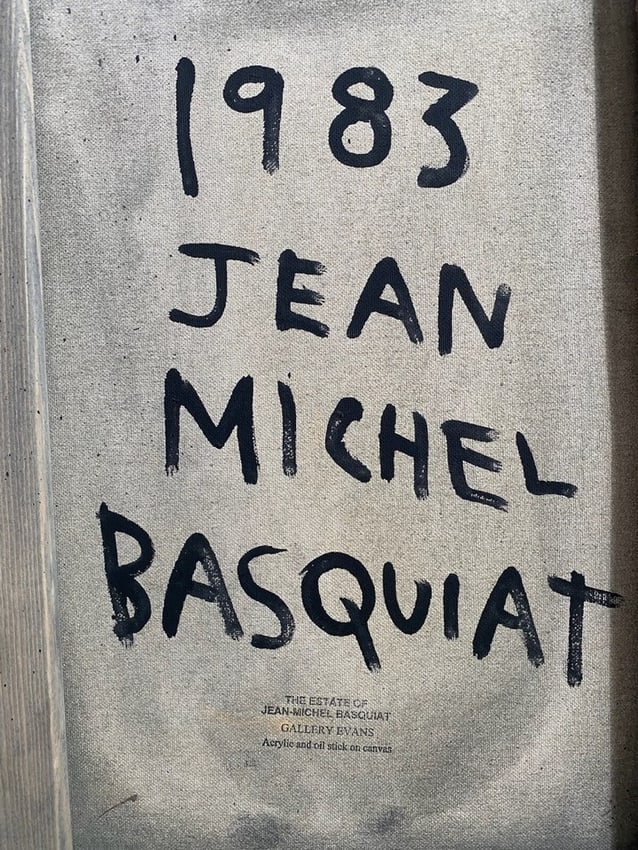 1983
JEAN
MICHEL
BASQUIAT
THE ESTATE OF
JEAN-MICHEL BASQUIAT
GALLERY EVANS
Acrylic and oil stick on canvas